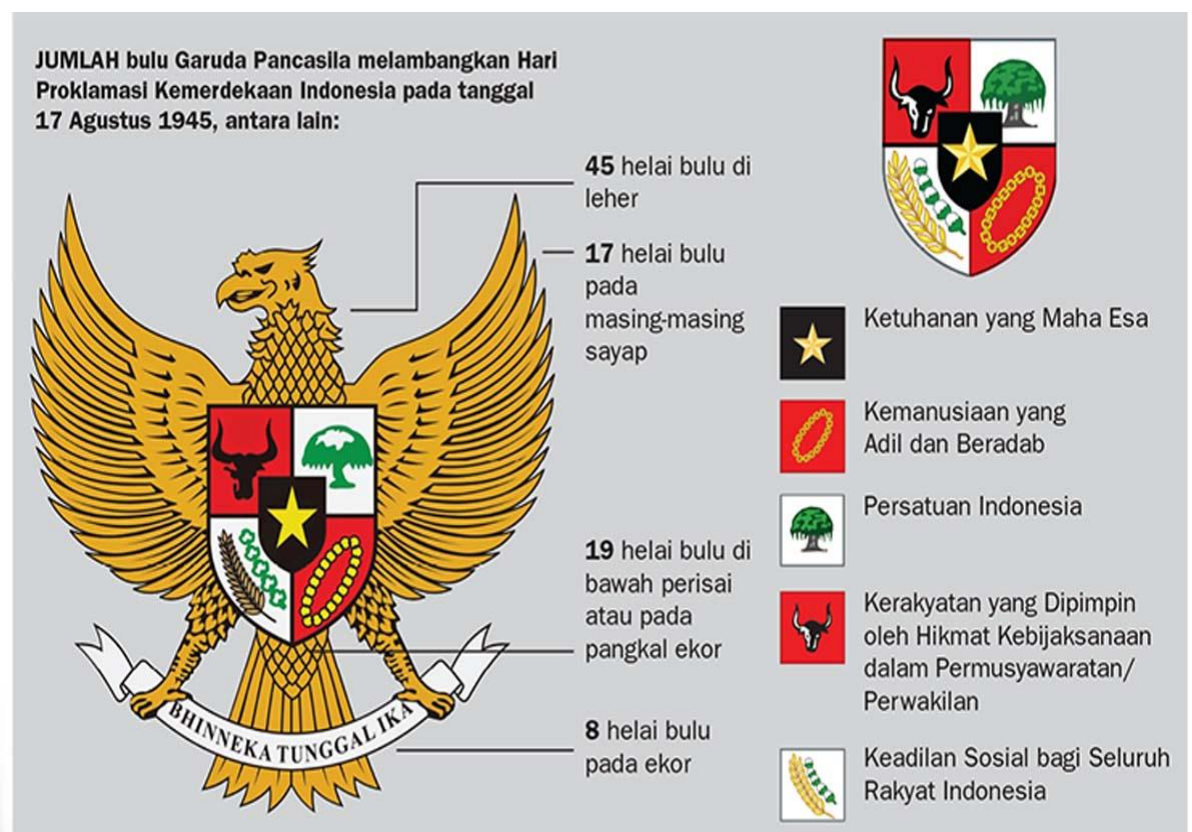 JUMLAH bulu Garuda Pancasila melambangkan Hari
Proklamasi Kemerdekaan Indonesia pada tanggal
17 Agustus 1945, antara lain:
45 helai bulu di
leher
17 helai bulu
pada
masing-masing
sayap
19 helai bulu di
bawah perisai
atau pada
pangkal ekor
8 helai bulu
pada ekor
BHINNEKA TUNGGAL IKA
Ketuhanan yang Maha Esa
Kemanusiaan yang
Adil dan Beradab
Persatuan Indonesia
Kerakyatan yang Dipimpin
oleh Hikmat Kebijaksanaan
dalam Permusyawaratan/
Perwakilan
Keadilan Sosial bagi Seluruh
Rakyat Indonesia